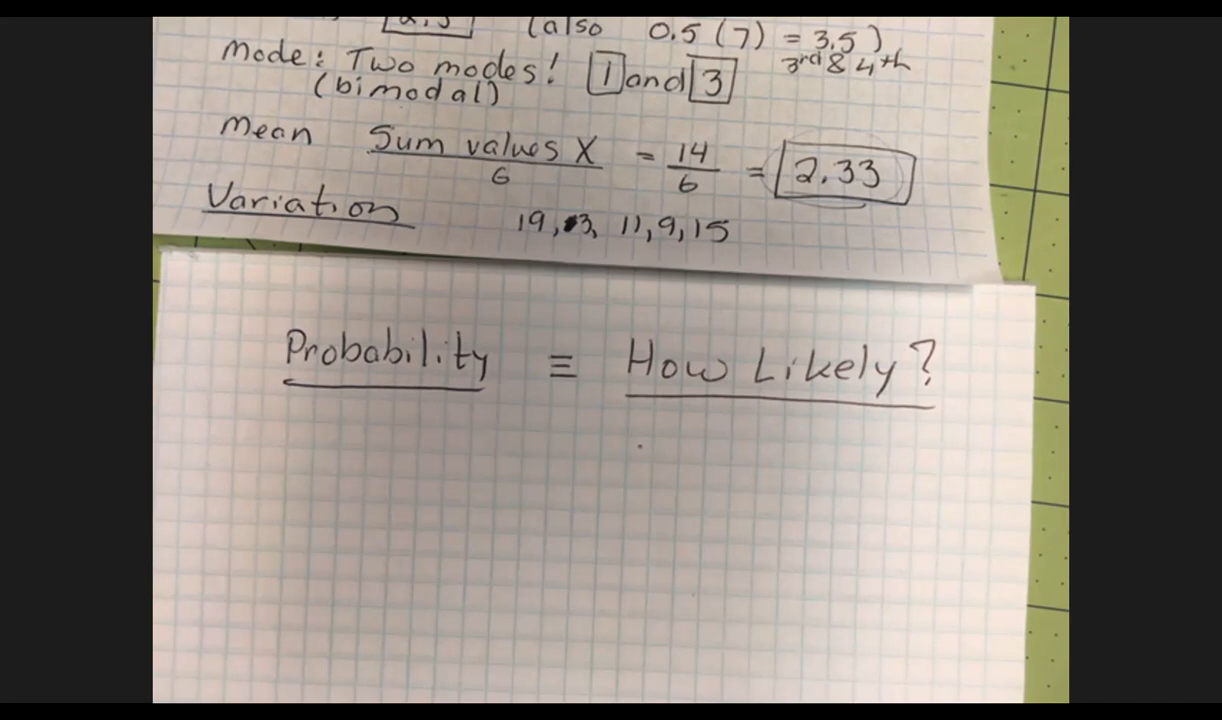 (also 0.5 (7) = 3.5)
3rd & 4th
Mode: Two modes! 1 and 3
(bimodal)
Mean Sum values X / 6 = 14 / 6 = 2.33
Variation 19, 3, 11, 9, 15
Probability ≡ How Likely?